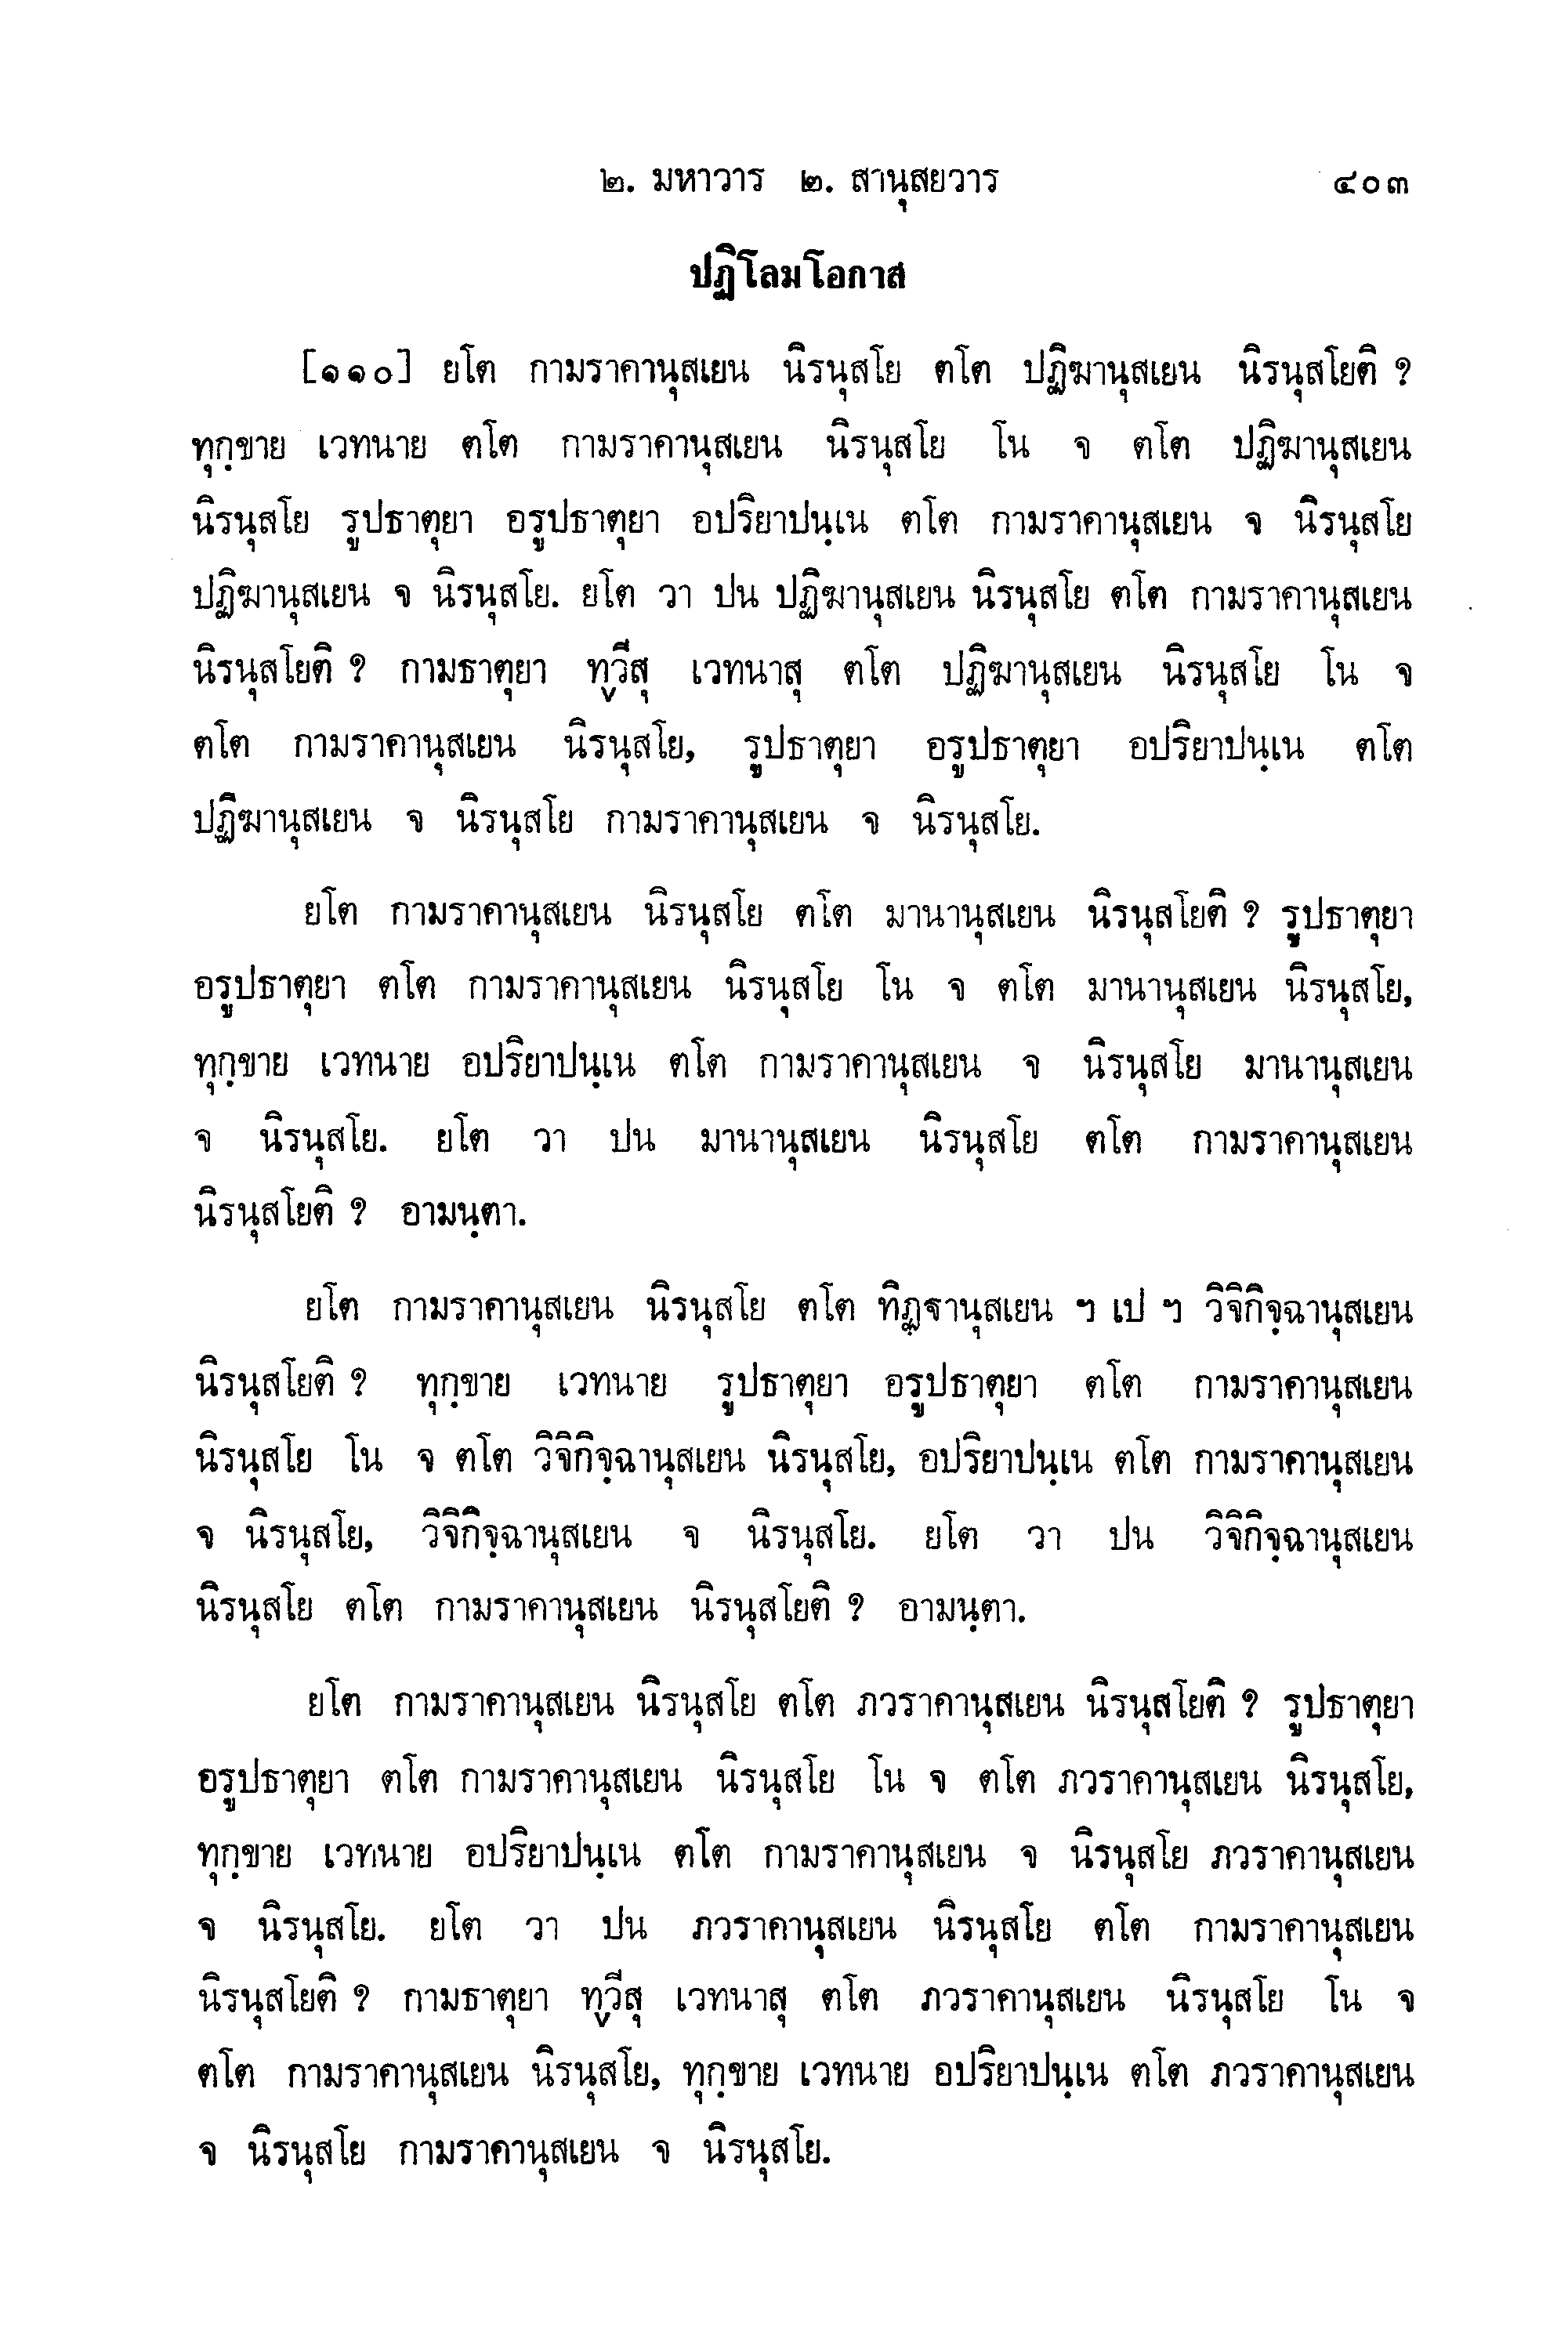 ๒. มหาวาร ๒. สานุสยวาร ๔๐๓
ปฏิโลมโอกาส
[๑๑๐] ยโต กามราคานุสเยน นิรนุสโย ตโต ปฏิฆานุสเยน นิรนุสโยติ ?
ทุกฺขาย เวทนาย ตโต กามราคานุสเยน นิรนุสโย โน จ ตโต ปฏิฆานุสเยน
นิรนุสโย รูปธาตุยา อรูปธาตุยา อปริยาปนฺเน ตโต กามราคานุสเยน จ นิรนุสโย
ปฏิฆานุสเยน จ นิรนุสโย. ยโต วา ปน ปฏิฆานุสเยน นิรนุสโย ตโต กามราคานุสเยน
นิรนุสโยติ ? กามธาตุยา ทฺวีสุ เวทนาสุ ตโต ปฏิฆานุสเยน นิรนุสโย โน จ
ตโต กามราคานุสเยน นิรนุสโย, รูปธาตุยา อรูปธาตุยา อปริยาปนฺเน ตโต
ปฏิฆานุสเยน จ นิรนุสโย กามราคานุสเยน จ นิรนุสโย.
ยโต กามราคานุสเยน นิรนุสโย ตโต มานานุสเยน นิรนุสโยติ ? รูปธาตุยา
อรูปธาตุยา ตโต กามราคานุสเยน นิรนุสโย โน จ ตโต มานานุสเยน นิรนุสโย,
ทุกฺขาย เวทนาย อปริยาปนฺเน ตโต กามราคานุสเยน จ นิรนุสโย มานานุสเยน
จ นิรนุสโย. ยโต วา ปน มานานุสเยน นิรนุสโย ตโต กามราคานุสเยน
นิรนุสโยติ ? อามนฺตา.
ยโต กามราคานุสเยน นิรนุสโย ตโต ทิฏฺฐานุสเยน ฯ เป ฯ วิจิกิจฺฉานุสเยน
นิรนุสโยติ ? ทุกฺขาย เวทนาย รูปธาตุยา อรูปธาตุยา ตโต กามราคานุสเยน
นิรนุสโย โน จ ตโต วิจิกิจฺฉานุสเยน นิรนุสโย, อปริยาปนฺเน ตโต กามราคานุสเยน
จ นิรนุสโย, วิจิกิจฺฉานุสเยน จ นิรนุสโย. ยโต วา ปน วิจิกิจฺฉานุสเยน
นิรนุสโย ตโต กามราคานุสเยน นิรนุสโยติ ? อามนฺตา.
ยโต กามราคานุสเยน นิรนุสโย ตโต ภวราคานุสเยน นิรนุสโยติ ? รูปธาตุยา
อรูปธาตุยา ตโต กามราคานุสเยน นิรนุสโย โน จ ตโต ภวราคานุสเยน นิรนุสโย,
ทุกฺขาย เวทนาย อปริยาปนฺเน ตโต กามราคานุสเยน จ นิรนุสโย ภวราคานุสเยน
จ นิรนุสโย. ยโต วา ปน ภวราคานุสเยน นิรนุสโย ตโต กามราคานุสเยน
นิรนุสโยติ ? กามธาตุยา ทฺวีสุ เวทนาสุ ตโต ภวราคานุสเยน นิรนุสโย โน จ
ตโต กามราคานุสเยน นิรนุสโย, ทุกฺขาย เวทนาย อปริยาปนฺเน ตโต ภวราคานุสเยน
จ นิรนุสโย กามราคานุสเยน จ นิรนุสโย.